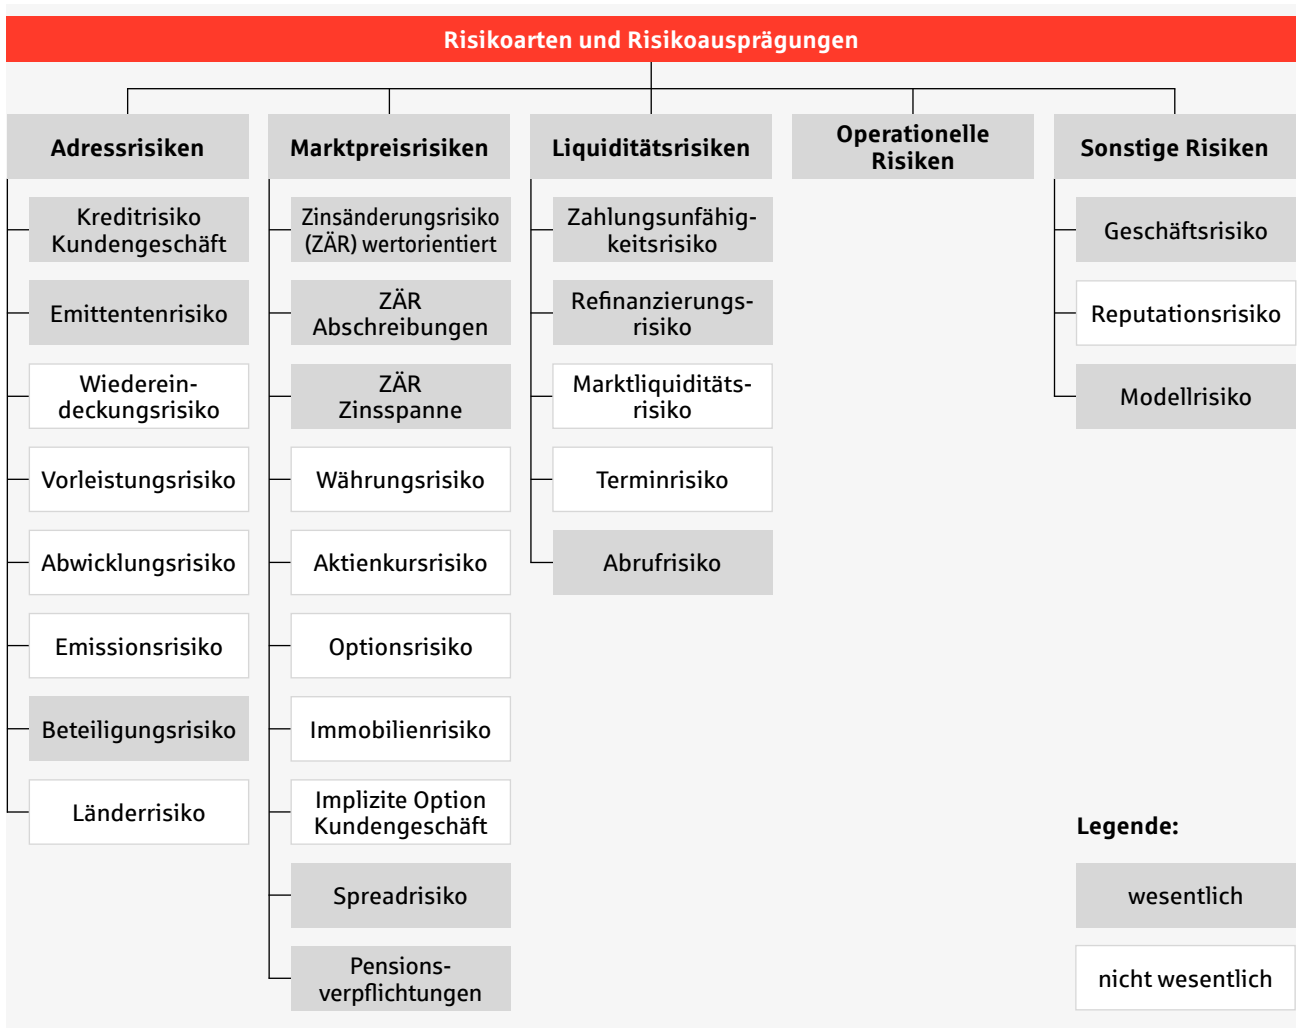 Risikoarten und Risikoausprägungen
Adressrisiken
Kreditrisiko
Kundengeschäft
Emittentenrisiko
Wiederein-
deckungsrisiko
Vorleistungsrisiko
Abwicklungsrisiko
Emissionsrisiko
Beteiligungsrisiko
Länderrisiko
Marktpreisrisiken
Zinsänderungsrisiko
(ZÄR) wertorientiert
ZÄR
Abschreibungen
ZÄR
Zinsspanne
Währungsrisiko
Aktienkursrisiko
Optionsrisiko
Immobilienrisiko
Implizite Option
Kundengeschäft
Spreadrisiko
Pensions-
verpflichtungen
Liquiditätsrisiken
Zahlungsunfähig-
keitsrisiko
Refinanzierungs-
risiko
Marktliquiditäts-
risiko
Terminrisiko
Abrufrisiko
Operationelle
Risiken
Sonstige Risiken
Geschäftsrisiko
Reputationsrisiko
Modellrisiko
Legende:
wesentlich
nicht wesentlich